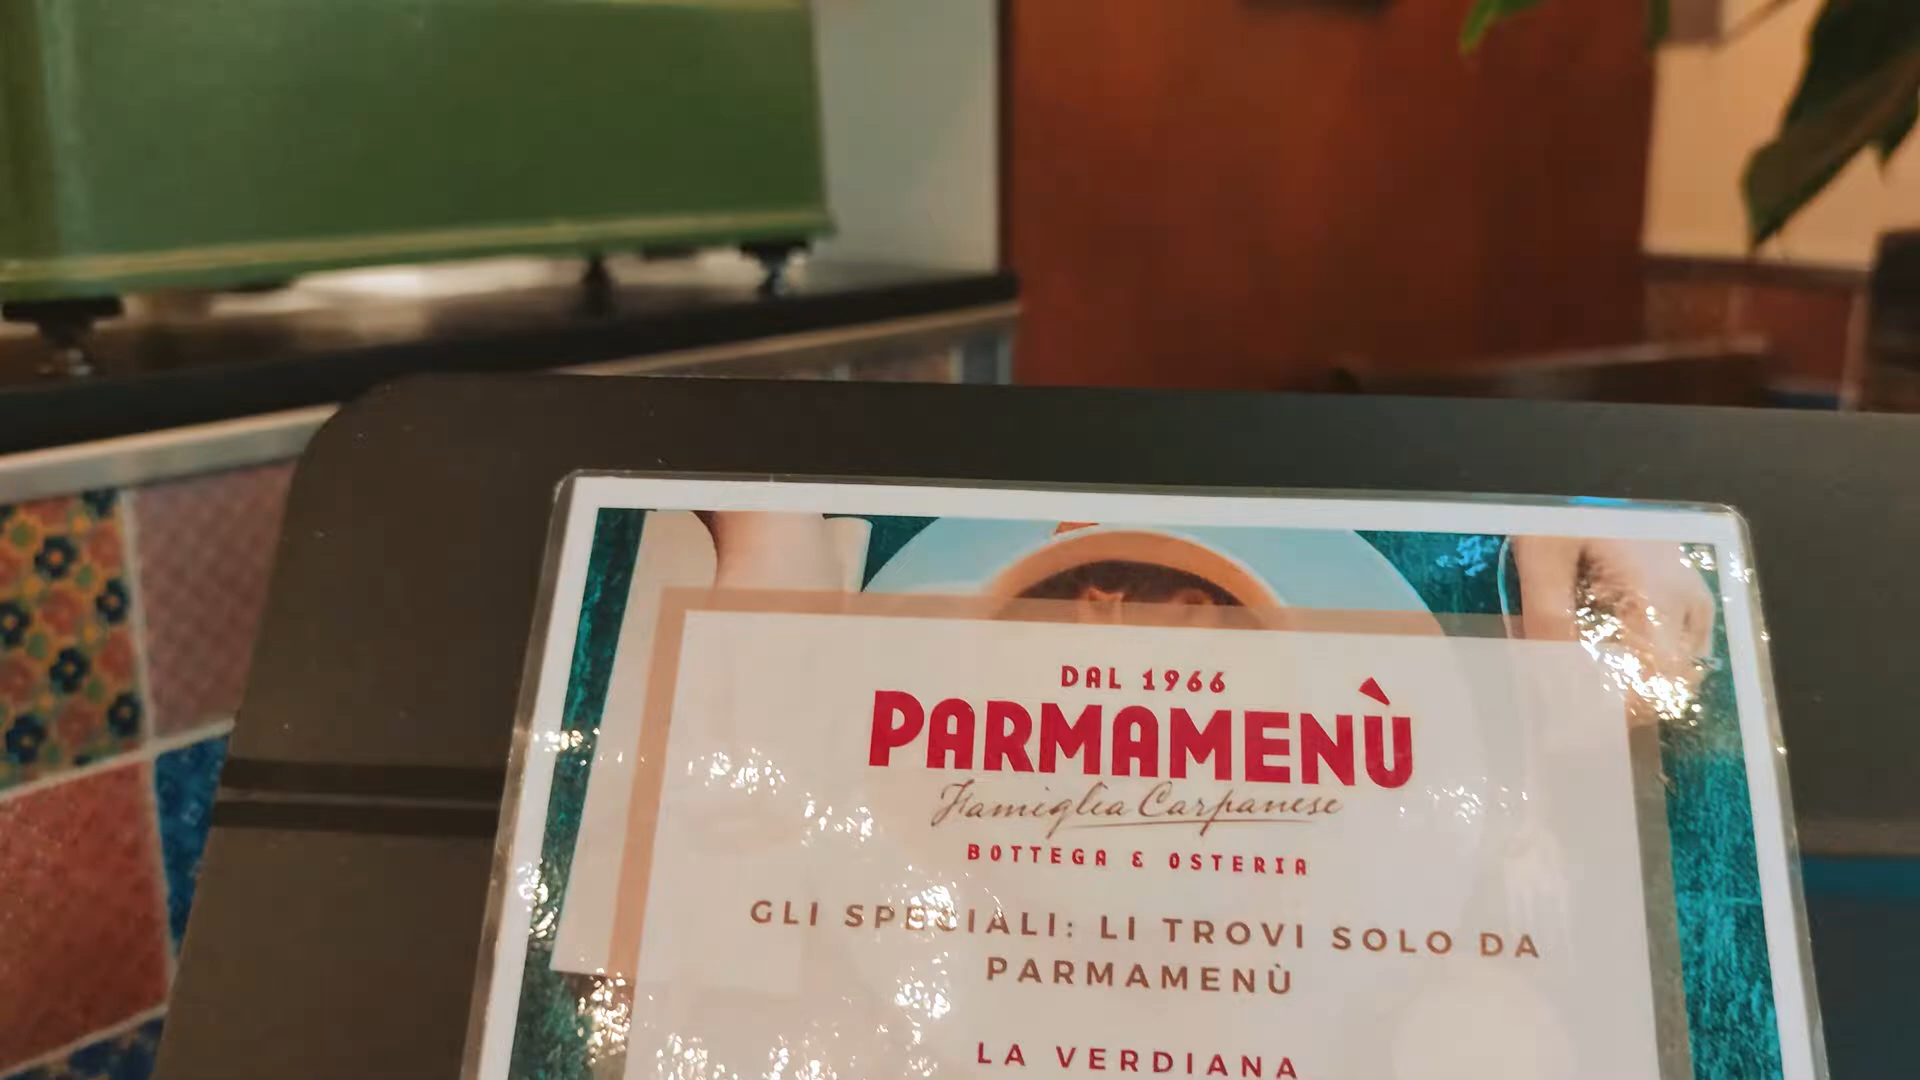 DAL 1966
PARMAMENÙ
Famiglia Carpanese
BOTTEGA & OSTERIA
GLI SPECIALI: LI TROVI SOLO DA
PARMAMENÙ
LA VERDIANA